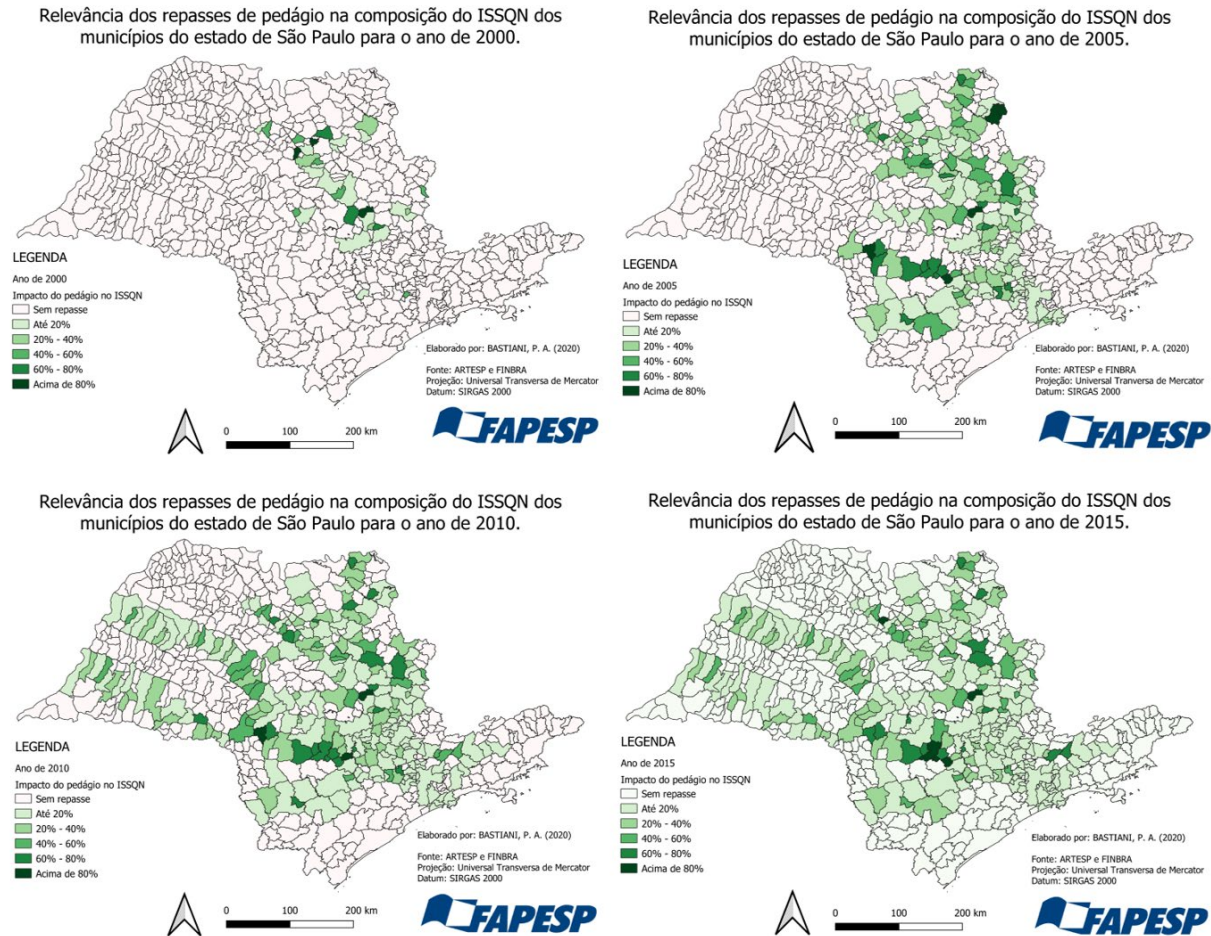 Relevância dos repasses de pedágio na composição do ISSQN dos
municípios do estado de São Paulo para o ano de 2000.
LEGENDA
Ano de 2000
Impacto do pedágio no ISSQN
Sem repasse
Até 20%
20% - 40%
40% - 60%
60% - 80%
Acima de 80%
Elaborado por: BASTIANI, P. A. (2020)
Fonte: ARTESP e FINBRA
Projeção: Universal Transversa de Mercator
Datum: SIRGAS 2000
0 100 200 km
FAPESP
Relevância dos repasses de pedágio na composição do ISSQN dos
municípios do estado de São Paulo para o ano de 2005.
LEGENDA
Ano de 2005
Impacto do pedágio no ISSQN
Sem repasse
Até 20%
20% - 40%
40% - 60%
60% - 80%
Acima de 80%
Elaborado por: BASTIANI, P. A. (2020)
Fonte: ARTESP e FINBRA
Projeção: Universal Transversa de Mercator
Datum: SIRGAS 2000
0 100 200 km
FAPESP
Relevância dos repasses de pedágio na composição do ISSQN dos
municípios do estado de São Paulo para o ano de 2010.
LEGENDA
Ano de 2010
Impacto do pedágio no ISSQN
Sem repasse
Até 20%
20% - 40%
40% - 60%
60% - 80%
Acima de 80%
Elaborado por: BASTIANI, P. A. (2020)
Fonte: ARTESP e FINBRA
Projeção: Universal Transversa de Mercator
Datum: SIRGAS 2000
0 100 200 km
FAPESP
Relevância dos repasses de pedágio na composição do ISSQN dos
municípios do estado de São Paulo para o ano de 2015.
LEGENDA
Ano de 2015
Impacto do pedágio no ISSQN
Sem repasse
Até 20%
20% - 40%
40% - 60%
60% - 80%
Acima de 80%
Elaborado por: BASTIANI, P. A. (2020)
Fonte: ARTESP e FINBRA
Projeção: Universal Transversa de Mercator
Datum: SIRGAS 2000
0 100 200 km
FAPESP